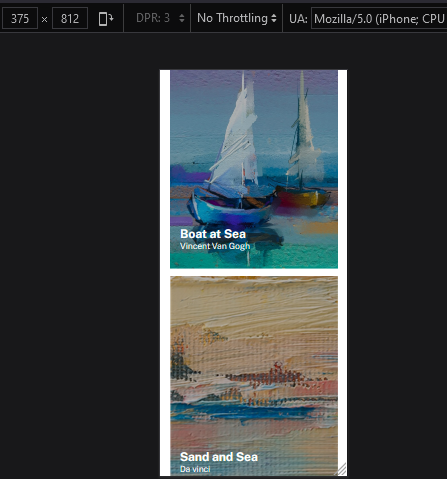 375 × 812 DPR: 3 No Throttling UA: Mozilla/5.0 (iPhone; CPU
Boat at Sea
Vincent Van Gogh
Sand and Sea
Da vinci